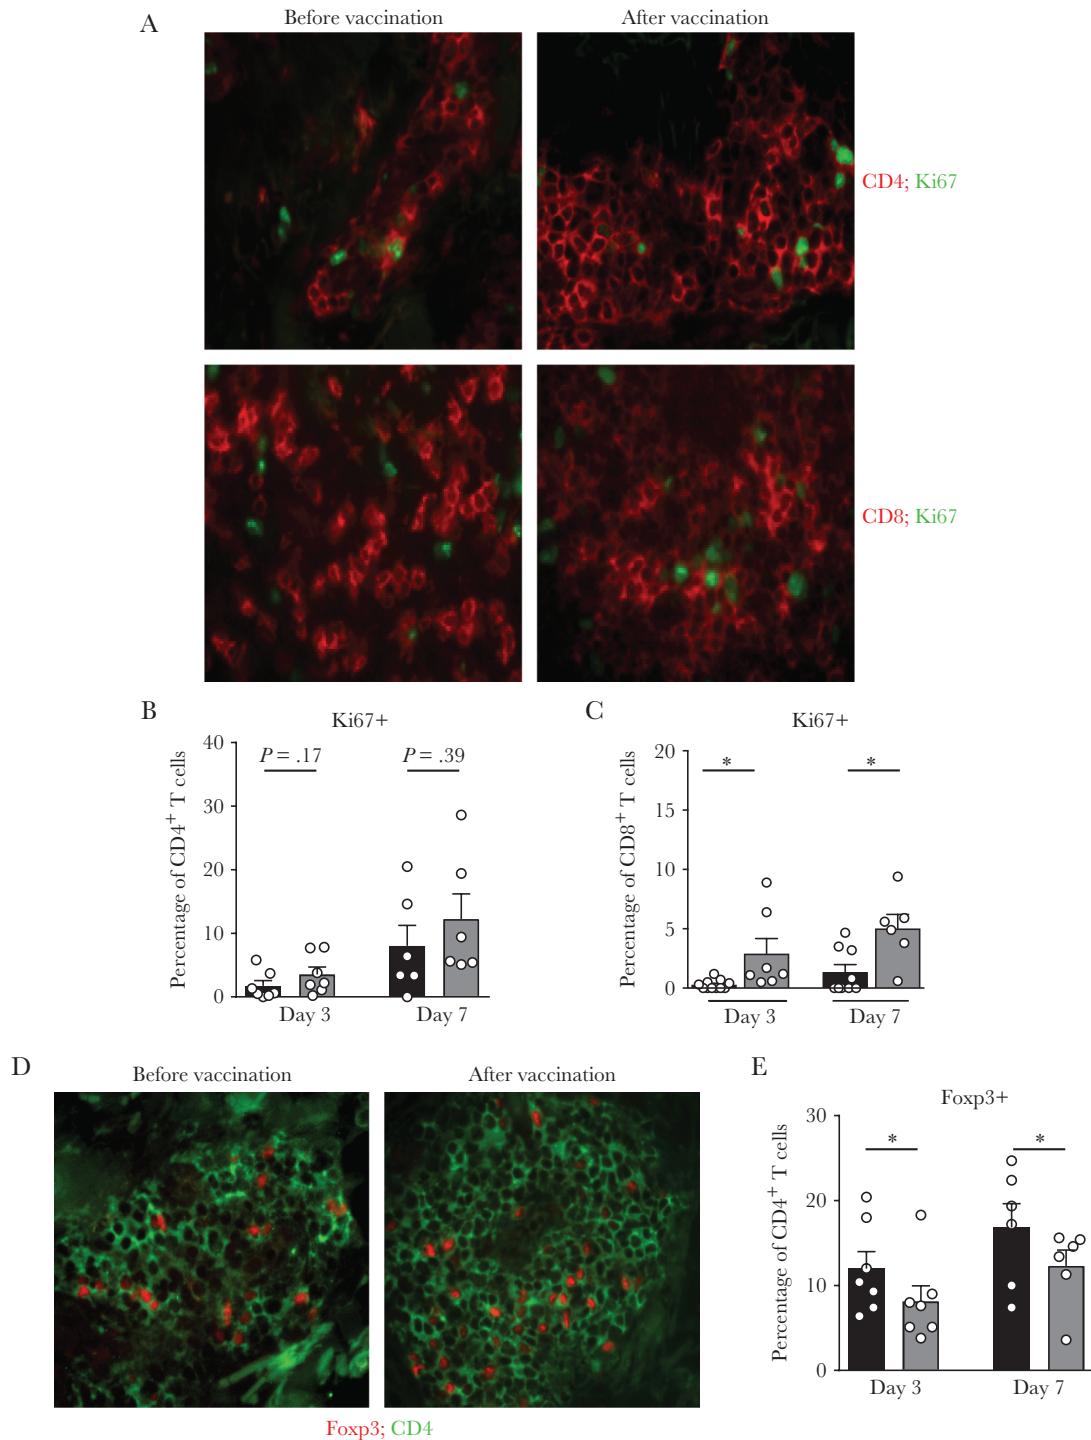 A
Before vaccination
After vaccination
CD4; Ki67
CD8; Ki67
B
Ki67+
Percentage of CD4+ T cells
40
30
20
10
0
P = .17
P = .39
Day 3
Day 7
C
Ki67+
Percentage of CD8+ T cells
20
15
10
5
0
*
*
Day 3
Day 7
D
Before vaccination
After vaccination
Foxp3; CD4
E
Foxp3+
Percentage of CD4+ T cells
30
20
10
0
*
*
Day 3
Day 7